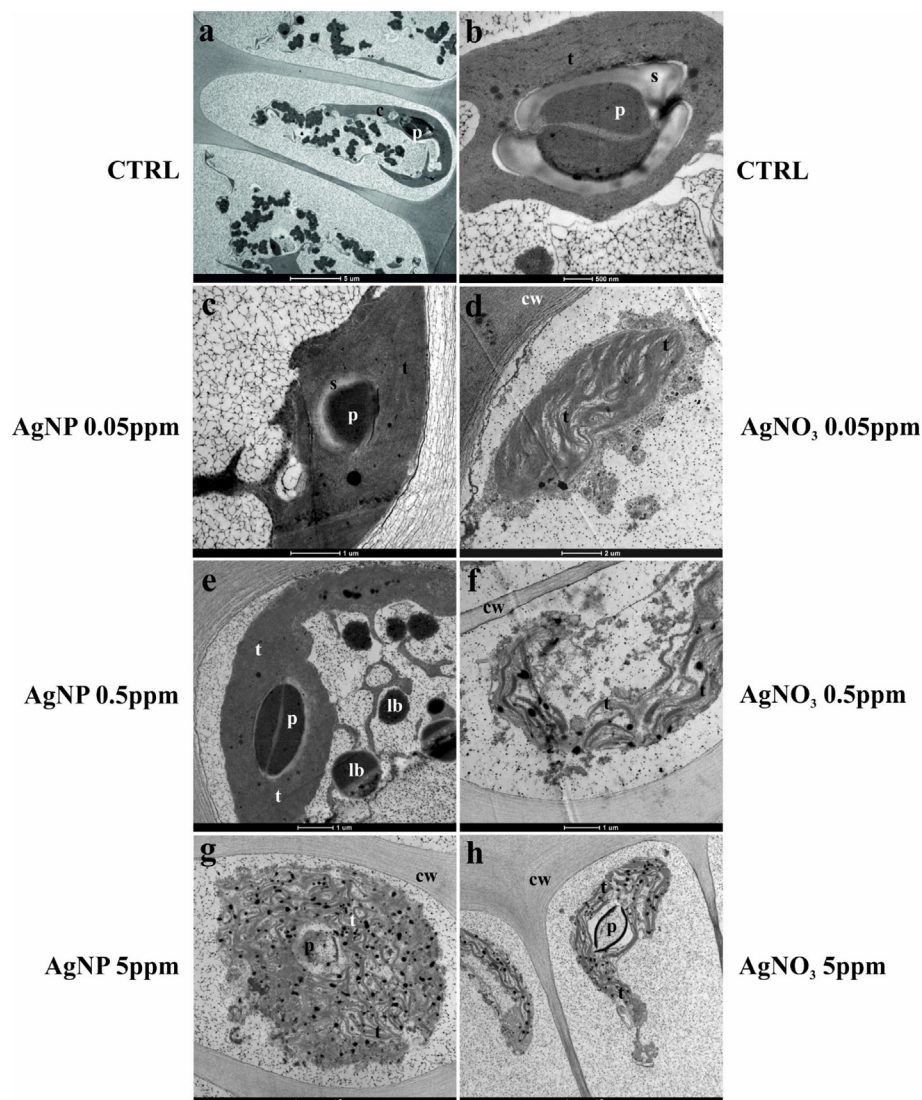 a
c
p
5 um
CTRL
b
t
s
p
500 nm
CTRL
c
t
s
p
1 um
AgNP 0.05ppm
cw
d
t
t
2 um
AgNO₃ 0.05ppm
e
t
p
lb
lb
t
1 um
AgNP 0.5ppm
f
cw
t
t
1 um
AgNO₃ 0.5ppm
g
cw
t
p
t
AgNP 5ppm
h
cw
t
p
t
AgNO₃ 5ppm